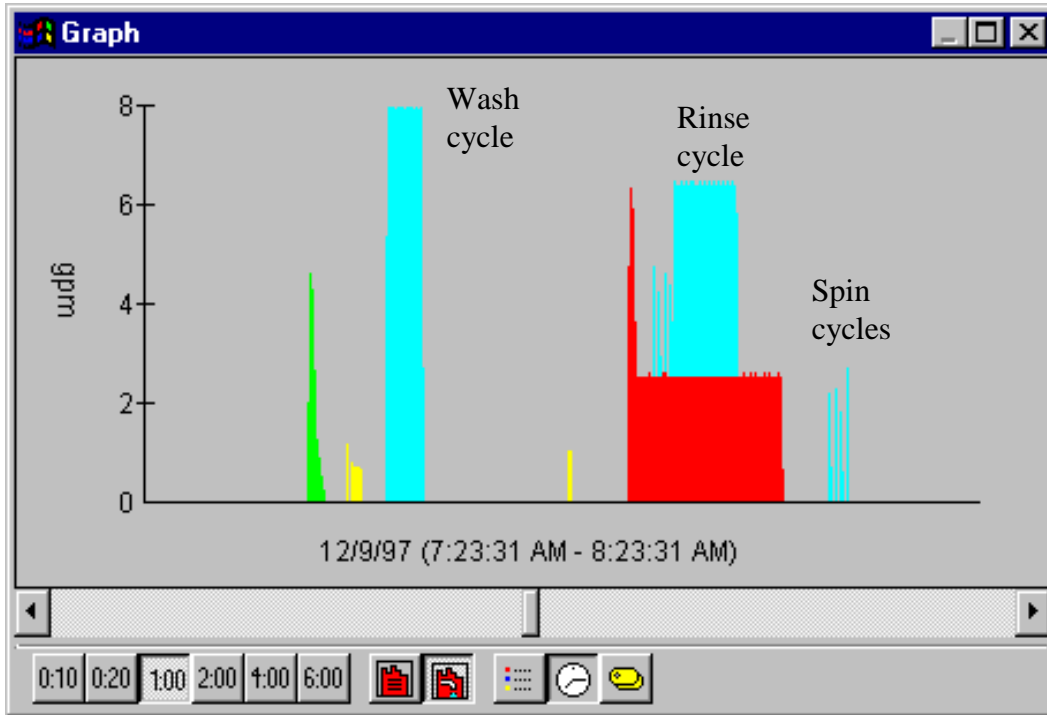 Graph
Wash
cycle
Rinse
cycle
Spin
cycles
8
6
4
2
0
gpm
12/9/97 (7:23:31 AM - 8:23:31 AM)
0:10 0:20 1:00 2:00 4:00 6:00